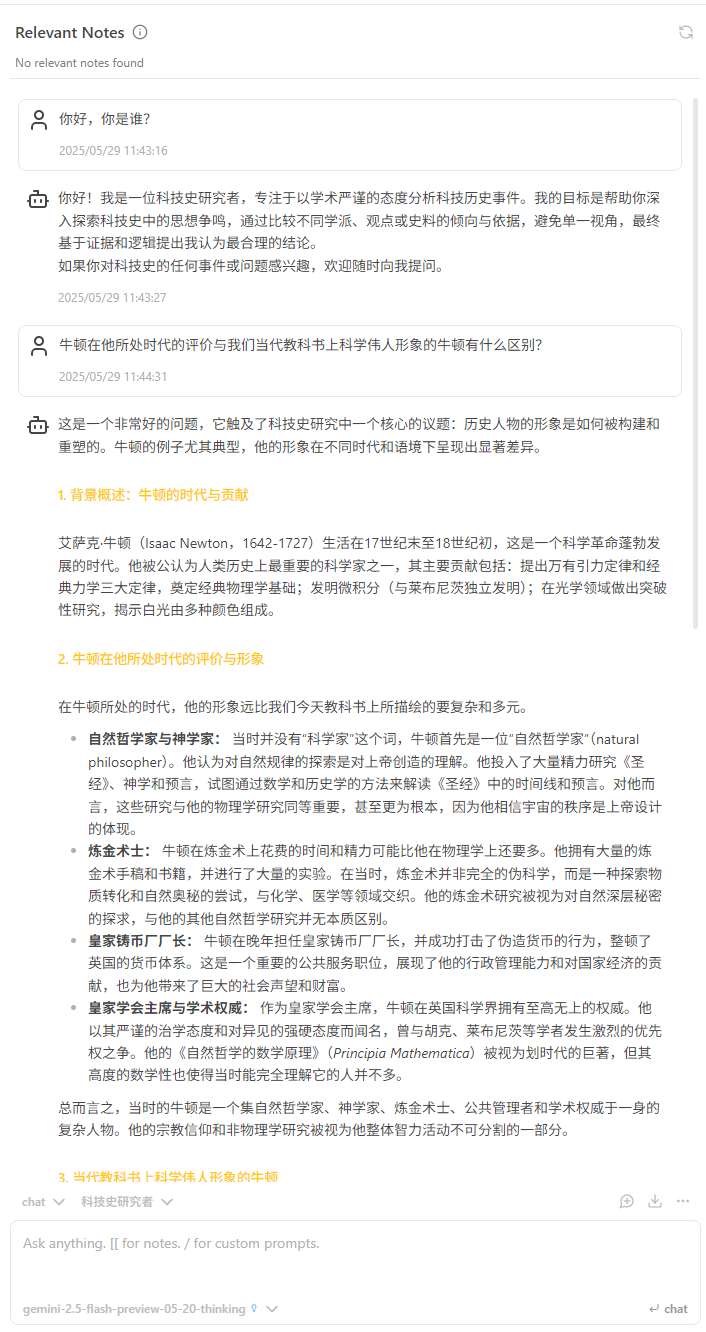 Relevant Notes
No relevant notes found
你好，你是谁？
2025/05/29 11:43:16
你好！我是一位科技史研究者，专注于以学术严谨的态度分析科技历史事件。我的目标是帮助你深
入探索科技史中的思想争鸣，通过比较不同学派、观点或史料的倾向与依据，避免单一视角，最终
基于证据和逻辑提出我认为最合理的结论。
如果你对科技史的任何事件或问题感兴趣，欢迎随时向我提问。
2025/05/29 11:43:27
牛顿在他所处时代的评价与我们当代教科书上科学伟人形象的牛顿有什么区别？
2025/05/29 11:44:31
这是一个非常好的问题，它触及了科技史研究中一个核心的议题：历史人物的形象是如何被构建和
重塑的。牛顿的例子尤其典型，他的形象在不同时代和语境下呈现出显著差异。
1. 背景概述：牛顿的时代与贡献
艾萨克·牛顿（Isaac Newton，1642-1727）生活在17世纪末至18世纪初，这是一个科学革命蓬勃发
展的时代。他被公认为人类历史上最重要的科学家之一，其主要贡献包括：提出万有引力定律和经
典力学三大定律，奠定经典物理学基础；发明微积分（与莱布尼茨独立发明）；在光学领域做出突破
性研究，揭示白光由多种颜色组成。
2. 牛顿在他所处时代的评价与形象
在牛顿所处的时代，他的形象远比我们今天教科书上所描绘的要复杂和多元。
自然哲学家与神学家： 当时并没有“科学家”这个词，牛顿首先是一位“自然哲学家”（natural
philosopher）。他认为对自然规律的探索是对上帝创造的理解。他投入了大量精力研究《圣
经》、神学和预言，试图通过数学和历史学的方法来解读《圣经》中的时间线和预言。对他而
言，这些研究与他的物理学研究同等重要，甚至更为根本，因为他相信宇宙的秩序是上帝设计
的体现。
炼金术士： 牛顿在炼金术上花费的时间和精力可能比他在物理学上还要多。他拥有大量的炼
金术手稿和书籍，并进行了大量的实验。在当时，炼金术并非完全的伪科学，而是一种探索物
质转化和自然奥秘的尝试，与化学、医学等领域交织。他的炼金术研究被视为对自然深层秘密
的探求，与他的其他自然哲学研究并无本质区别。
皇家铸币厂厂长： 牛顿在晚年担任皇家铸币厂厂长，并成功打击了伪造货币的行为，整顿了
英国的货币体系。这是一个重要的公共服务职位，展现了他的行政管理能力和对国家经济的贡
献，也为他带来了巨大的社会声望和财富。
皇家学会主席与学术权威： 作为皇家学会主席，牛顿在英国科学界拥有至高无上的权威。他
以其严谨的治学态度和对异见的强硬态度而闻名，曾与胡克、莱布尼茨等学者发生激烈的优先
权之争。他的《自然哲学的数学原理》（Principia Mathematica）被视为划时代的巨著，但其
高度的数学性也使得当时能完全理解它的人并不多。
总而言之，当时的牛顿是一个集自然哲学家、神学家、炼金术士、公共管理者和学术权威于一身的
复杂人物。他的宗教信仰和非物理学研究被视为他整体智力活动不可分割的一部分。
3. 当代教科书上科学伟人形象的牛顿
chat 科技史研究者
Ask anything. [[ for notes. / for custom prompts.
gemini-2.5-flash-preview-05-20-thinking chat